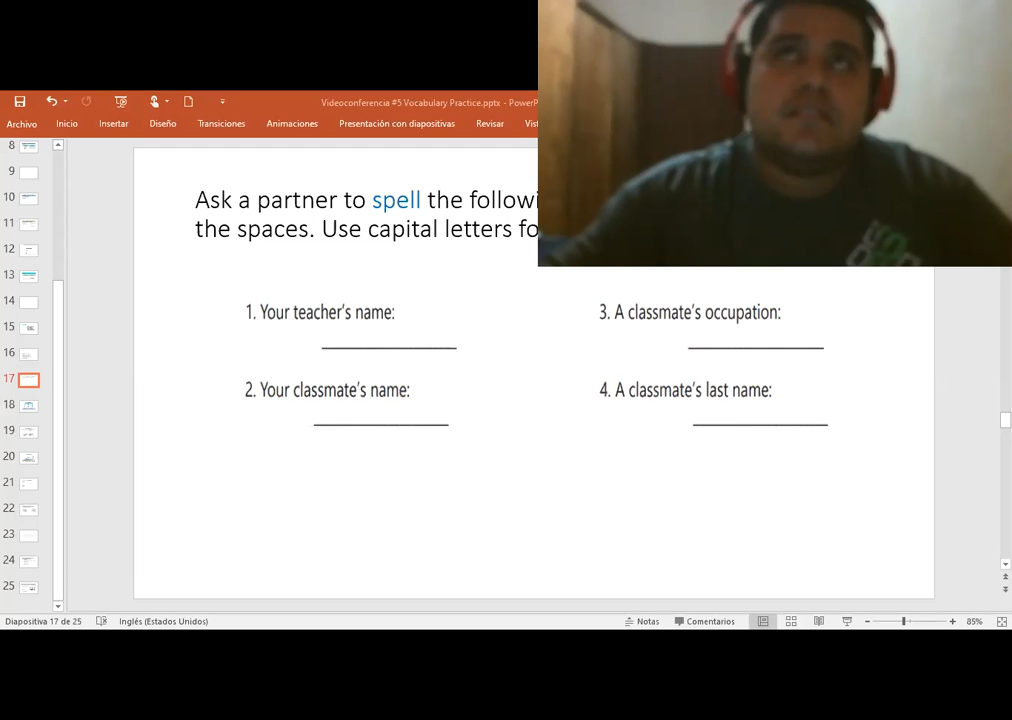 Videoconferencia #5 Vocabulary Practice.pptx - PowerP
Archivo Inicio Insertar Diseño Transiciones Animaciones Presentación con diapositivas Revisar Vist
8
9
10
11
12
13
14
15
16
17
18
19
20
21
22
23
24
25
Ask a partner to spell the followi
the spaces. Use capital letters fo
1. Your teacher's name:
2. Your classmate's name:
3. A classmate's occupation:
4. A classmate's last name:
Diapositiva 17 de 25 Inglés (Estados Unidos) Notas Comentarios 85%